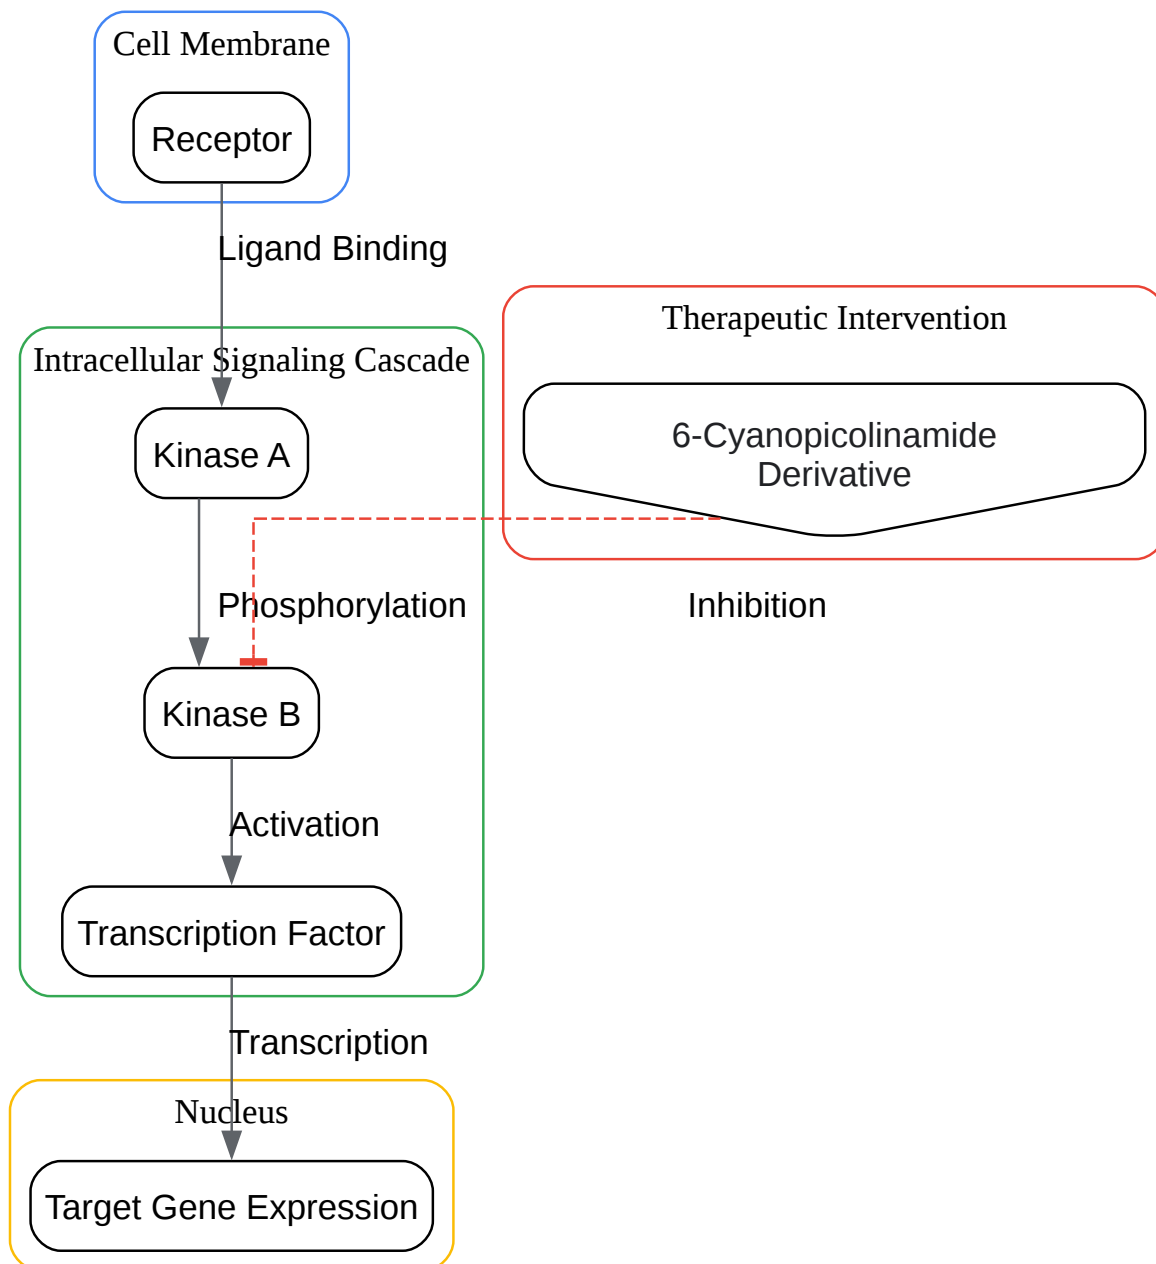 Cell Membrane
Receptor
Ligand Binding
Therapeutic Intervention
6-Cyanopicolinamide
Derivative
Intracellular Signaling Cascade
Kinase A
Phosphorylation
Inhibition
Kinase B
Activation
Transcription Factor
Transcription
Nucleus
Target Gene Expression